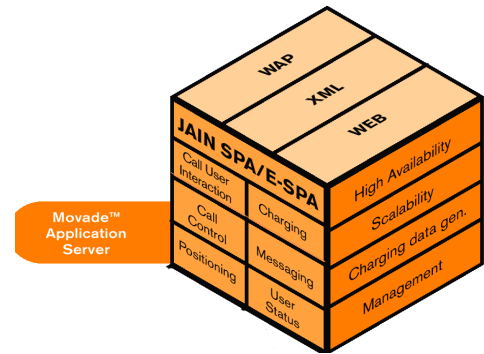 WAP
XML
WEB
JAIN SPA/E-SPA
Call User
Interaction
Charging
Call
Control
Messaging
Positioning
User
Status
High Availability
Scalability
Charging data gen.
Management
Movade™
Application
Server